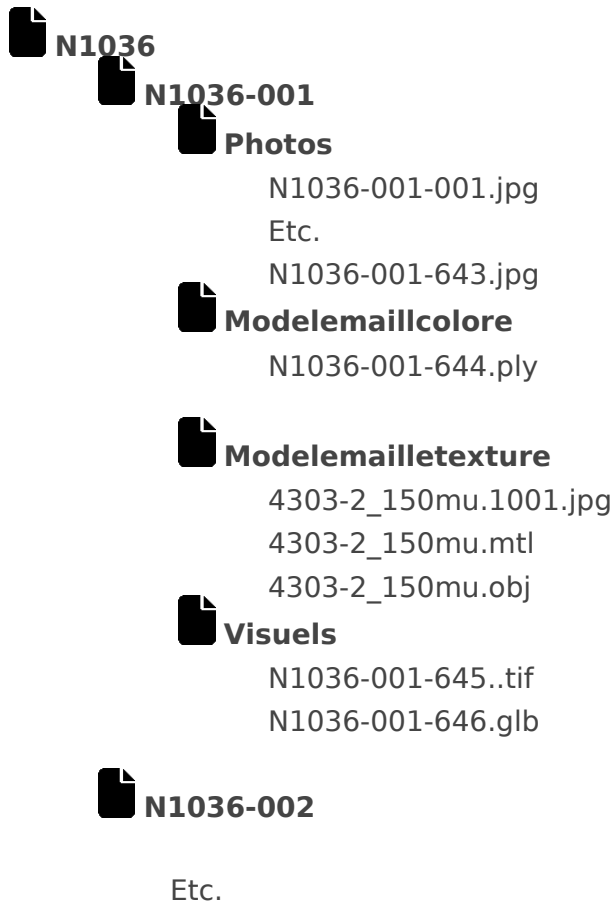 N1036
N1036-001
Photos
N1036-001-001.jpg
Etc.
N1036-001-643.jpg
Modelemaillcolore
N1036-001-644.ply
Modelemailletexture
4303-2_150mu.1001.jpg
4303-2_150mu.mtl
4303-2_150mu.obj
Visuels
N1036-001-645..tif
N1036-001-646.glb
N1036-002
Etc.